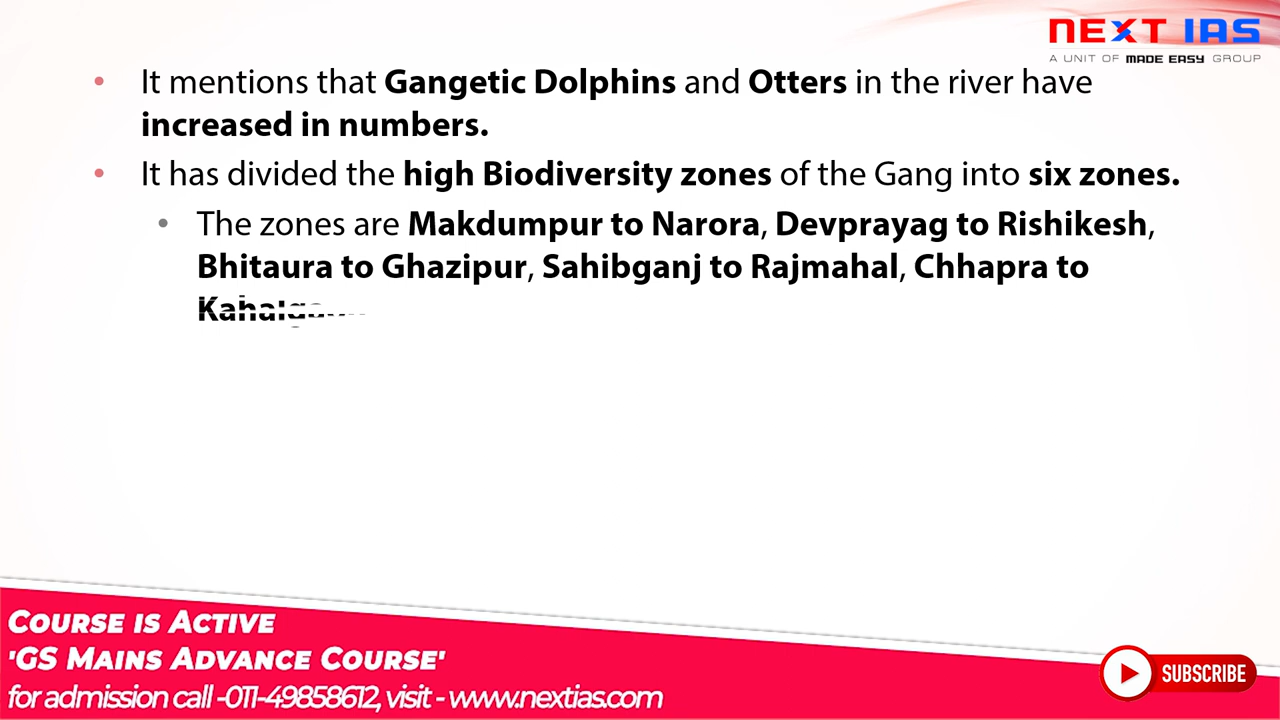 NEXT IAS
A UNIT OF MADE EASY GROUP
• It mentions that Gangetic Dolphins and Otters in the river have
increased in numbers.
• It has divided the high Biodiversity zones of the Gang into six zones.
• The zones are Makdumpur to Narora, Devprayag to Rishikesh,
Bhitaura to Ghazipur, Sahibganj to Rajmahal, Chhapra to
COURSE IS ACTIVE
'GS MAINS ADVANCE COURSE'
for admission call -011-49858612, visit - www.nextias.com
SUBSCRIBE